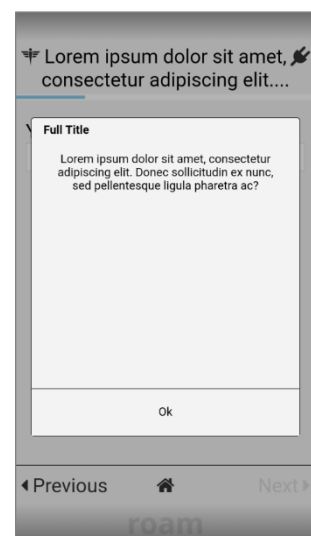 Lorem ipsum dolor sit amet,
consectetur adipiscing elit....
Full Title
Lorem ipsum dolor sit amet, consectetur
adipiscing elit. Donec sollicitudin ex nunc,
sed pellentesque ligula pharetra ac?
Ok
Previous
Next
roam